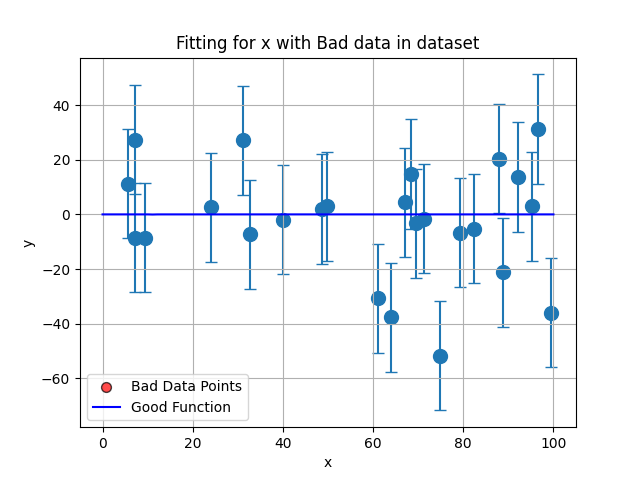 Fitting for x with Bad data in dataset
y
40
20
0
−20
−40
−60
Bad Data Points
Good Function
0 20 40 60 80 100
x